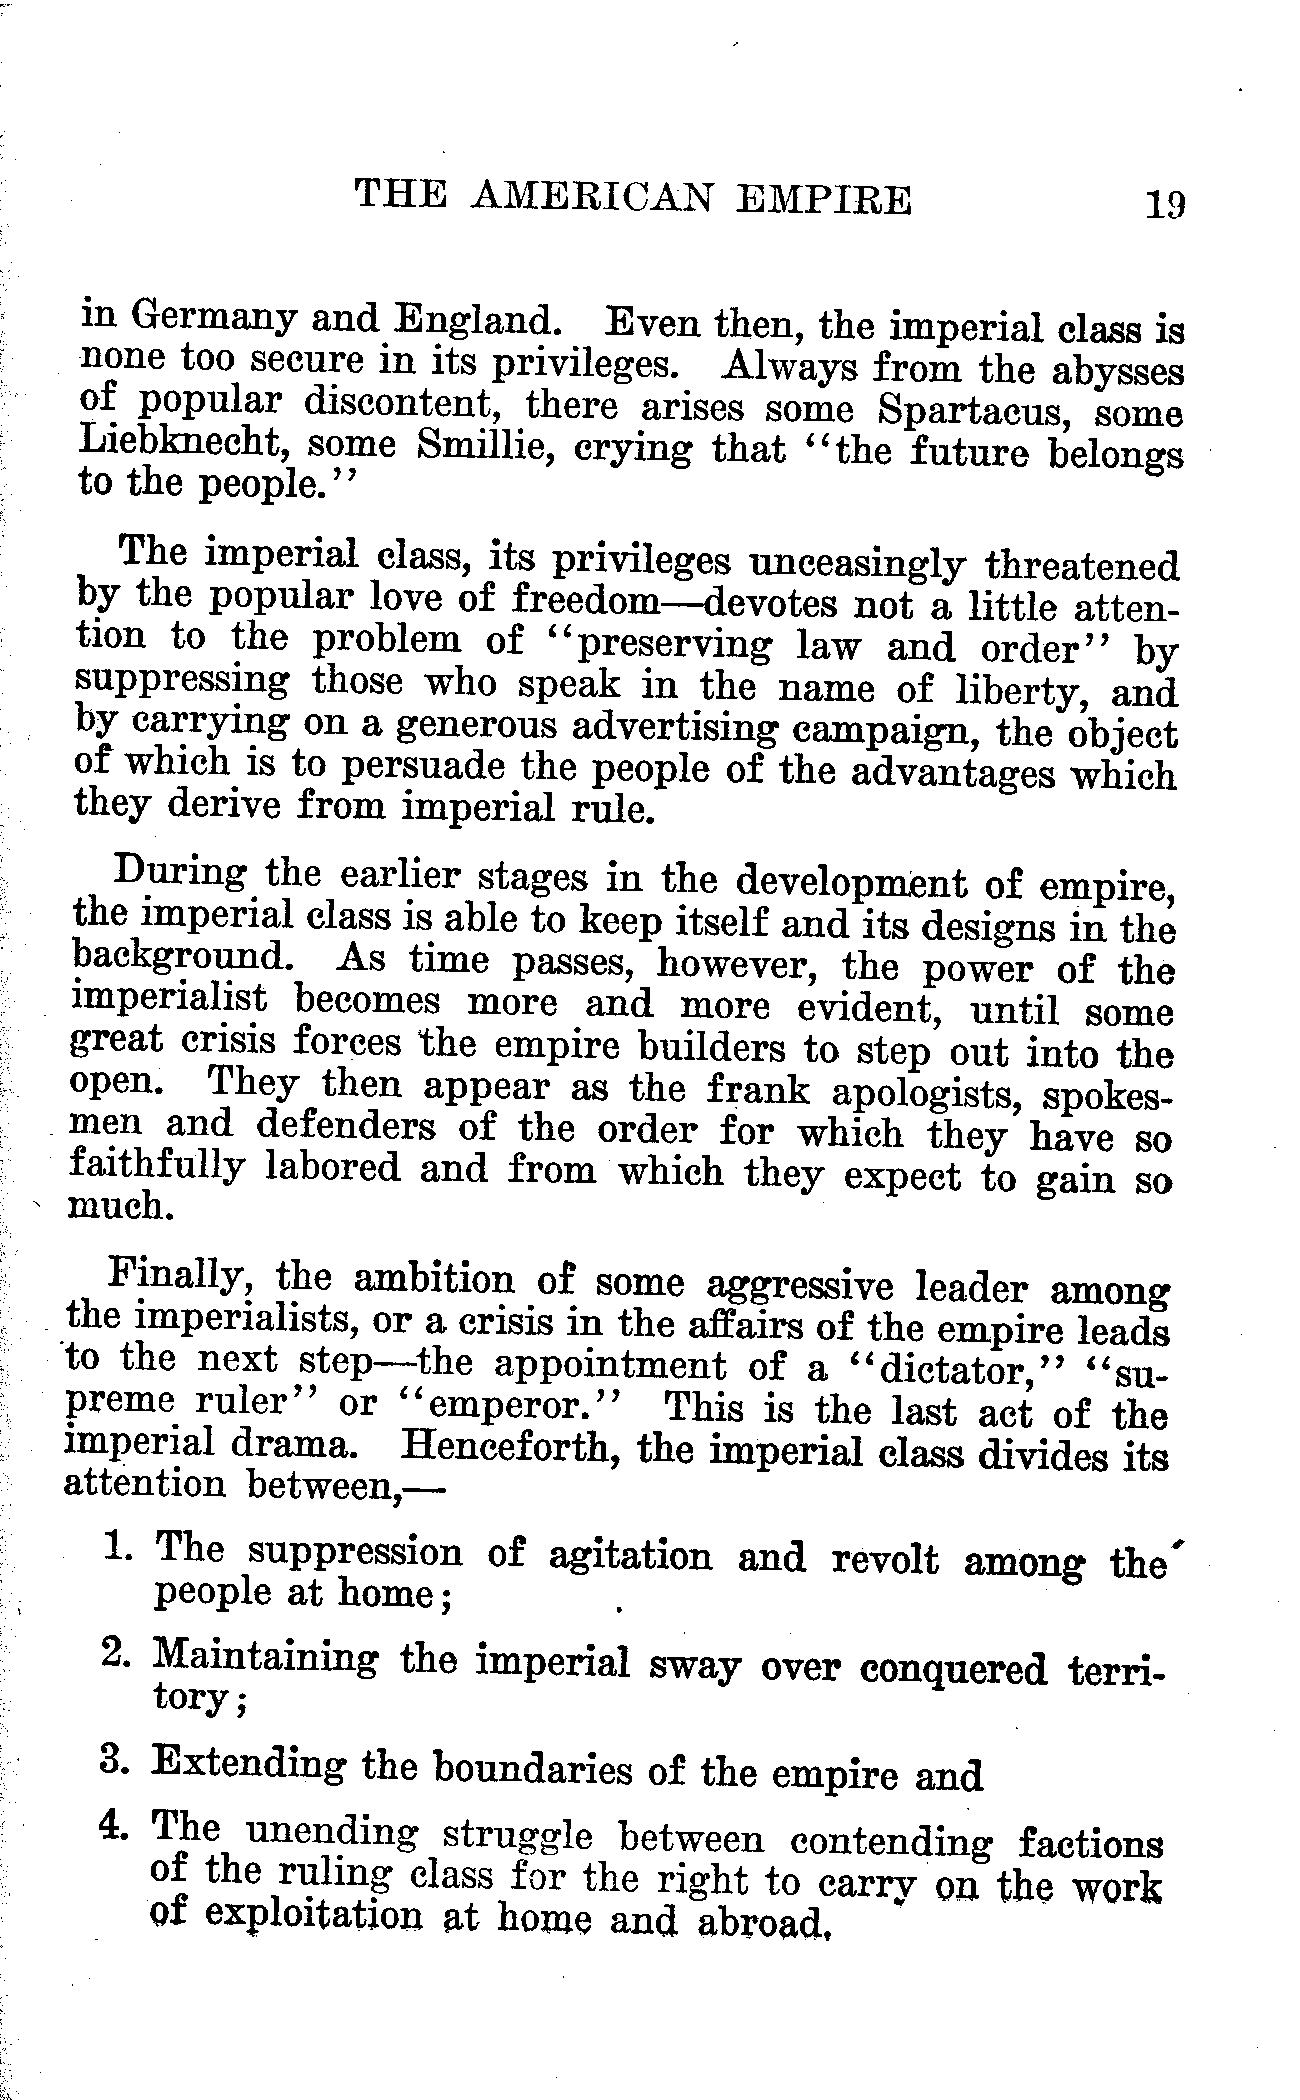 THE AMERICAN EMPIRE 19
in Germany and England. Even then, the imperial class is
none too secure in its privileges. Always from the abysses
of popular discontent, there arises some Spartacus, some
Liebknecht, some Smillie, crying that “the future belongs
to the people.”
The imperial class, its privileges unceasingly threatened
by the popular love of freedom—devotes not a little atten-
tion to the problem of “preserving law and order” by
suppressing those who speak in the name of liberty, and
by carrying on a generous advertising campaign, the object
of which is to persuade the people of the advantages which
they derive from imperial rule.
During the earlier stages in the development of empire,
the imperial class is able to keep itself and its designs in the
background. As time passes, however, the power of the
imperialist becomes more and more evident, until some
great crisis forces the empire builders to step out into the
open. They then appear as the frank apologists, spokes-
men and defenders of the order for which they have so
faithfully labored and from which they expect to gain so
much.
Finally, the ambition of some aggressive leader among
the imperialists, or a crisis in the affairs of the empire leads
to the next step—the appointment of a “dictator,” “su-
preme ruler” or “emperor.” This is the last act of the
imperial drama. Henceforth, the imperial class divides its
attention between,—
1. The suppression of agitation and revolt among the
people at home;
2. Maintaining the imperial sway over conquered terri-
tory;
3. Extending the boundaries of the empire and
4. The unending struggle between contending factions
of the ruling class for the right to carry on the work
of exploitation at home and abroad.